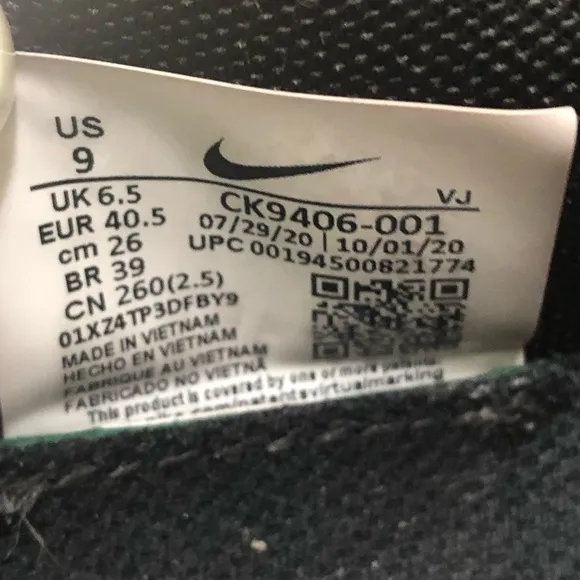 US
9
UK 6.5
EUR 40.5
cm 26
BR 39
CN 260(2.5)
01XZ4TP3DFBY9
MADE IN VIETNAM
HECHO EN VIETNAM
FABRIQUE AU VIETNAM
FABRICADO NO VIETNÃ
This product is covered by one or more patents.
VJ
CK9406-001
07/29/20 | 10/01/20
UPC 00194500821774